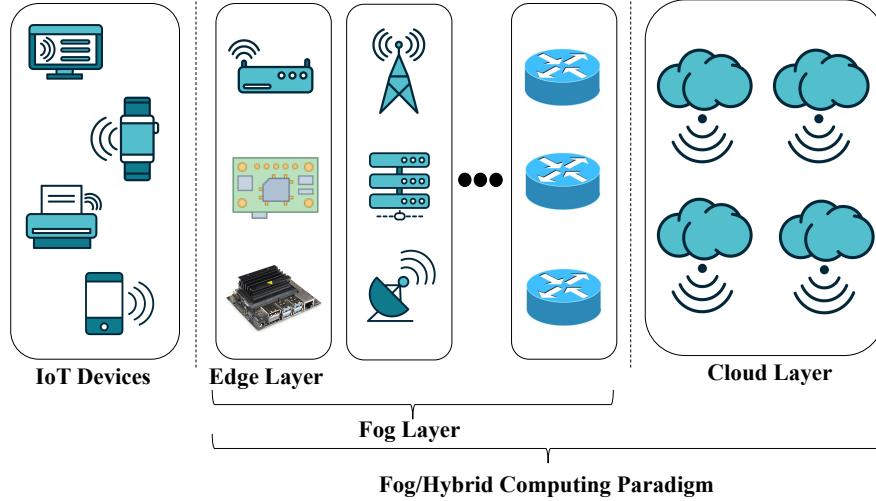 IoT Devices
Edge Layer
Cloud Layer
Fog Layer
Fog/Hybrid Computing Paradigm